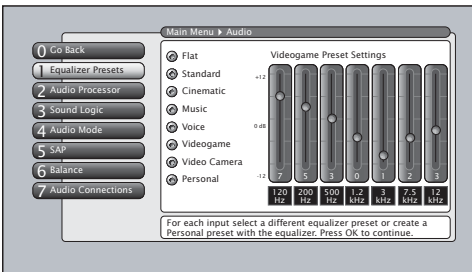 Main Menu ▸ Audio
0 Go Back
1 Equalizer Presets
2 Audio Processor
3 Sound Logic
4 Audio Mode
5 SAP
6 Balance
7 Audio Connections
Flat
Standard
Cinematic
Music
Voice
Videogame
Video Camera
Personal
Videogame Preset Settings
+12
0 dB
-12
7 5 3 0 1 2 3
120 Hz 200 Hz 500 Hz 1.2 kHz 3 kHz 7.5 kHz 12 kHz
For each input select a different equalizer preset or create a
Personal preset with the equalizer. Press OK to continue.